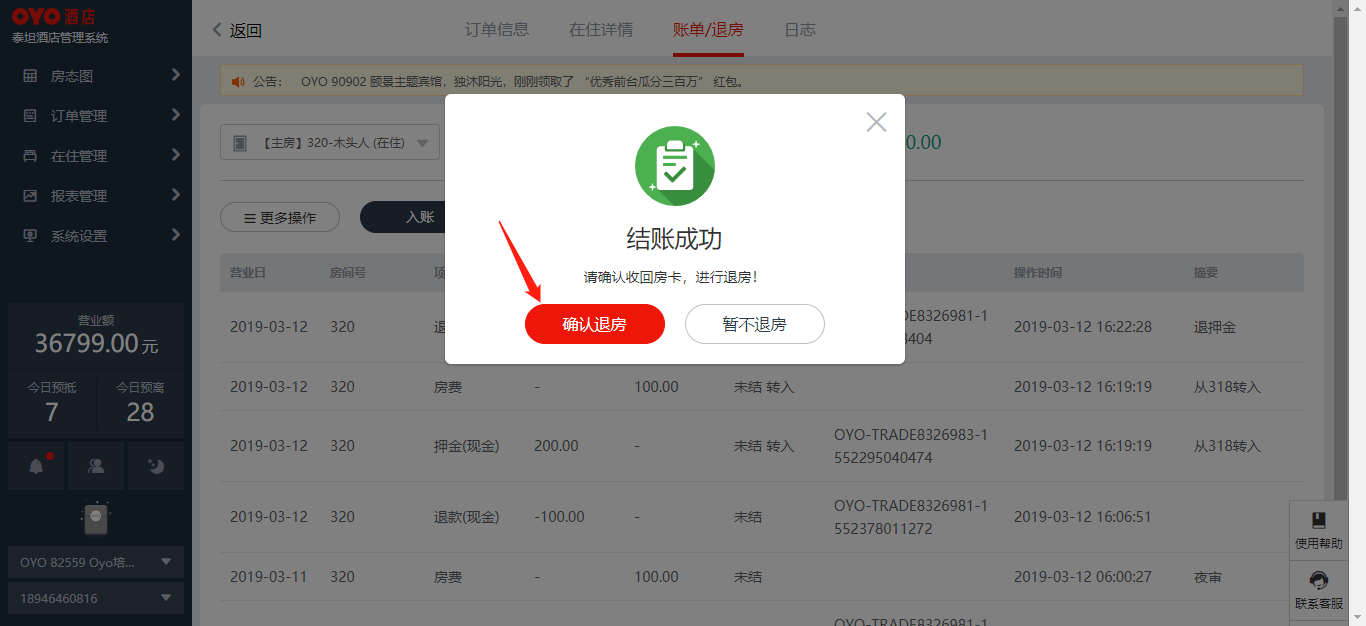 OYO 酒店
泰坦酒店管理系统
房态图
订单管理
在住管理
报表管理
系统设置
营业额
36799.00元
今日预抵 今日预离
7 28
OYO 82559 Oyo培...
18946460816
返回
订单信息 在住详情 账单/退房 日志
公告： OYO 90902 颐景主题宾馆，独沐阳光，刚刚领取了 “优秀前台瓜分三百万” 红包。
【主房】320-木头人 (在住)
0.00
更多操作 入账
结账成功
请确认收回房卡，进行退房！
确认退房 暂不退房
营业日 房间号 项 操作时间 摘要
2019-03-12 320 退 DE8326981-1 2019-03-12 16:22:28 退押金
8404
2019-03-12 320 房费 - 100.00 未结 转入 2019-03-12 16:19:19 从318转入
2019-03-12 320 押金(现金) 200.00 - 未结 转入 OYO-TRADE8326983-1 2019-03-12 16:19:19 从318转入
552295040474
2019-03-12 320 退款(现金) -100.00 - 未结 OYO-TRADE8326981-1 2019-03-12 16:06:51
552378011272
2019-03-11 320 房费 - 100.00 未结 2019-03-12 06:00:27 夜审
OYO-TRADE8326981-1
使用帮助
联系客服